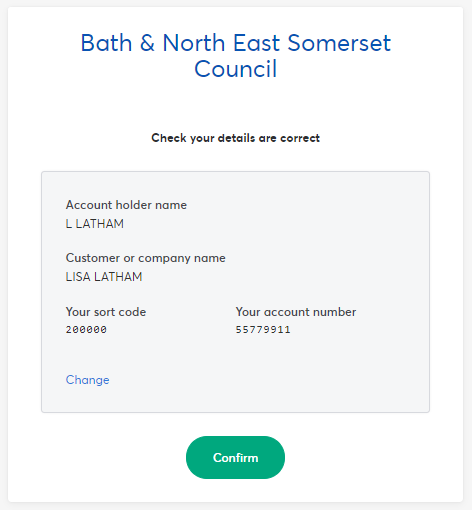 Bath & North East Somerset
Council
Check your details are correct
Account holder name
L LATHAM
Customer or company name
LISA LATHAM
Your sort code
200000
Your account number
55779911
Change
Confirm